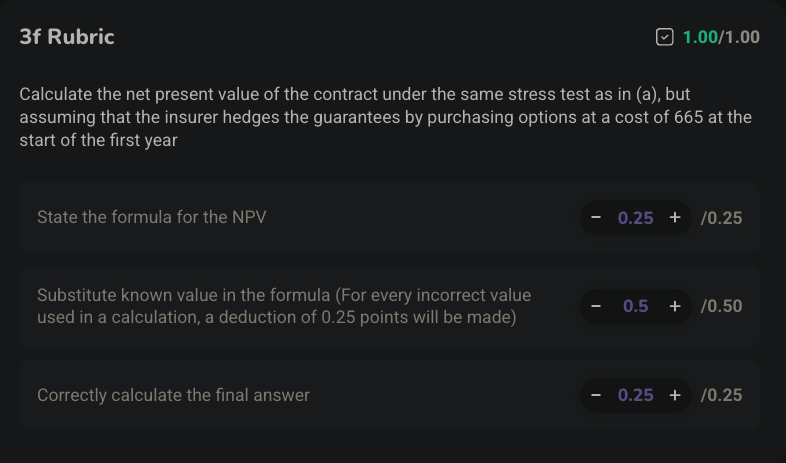 3f Rubric
1.00/1.00
Calculate the net present value of the contract under the same stress test as in (a), but
assuming that the insurer hedges the guarantees by purchasing options at a cost of 665 at the
start of the first year
State the formula for the NPV
− 0.25 + /0.25
Substitute known value in the formula (For every incorrect value
used in a calculation, a deduction of 0.25 points will be made)
− 0.5 + /0.50
Correctly calculate the final answer
− 0.25 + /0.25